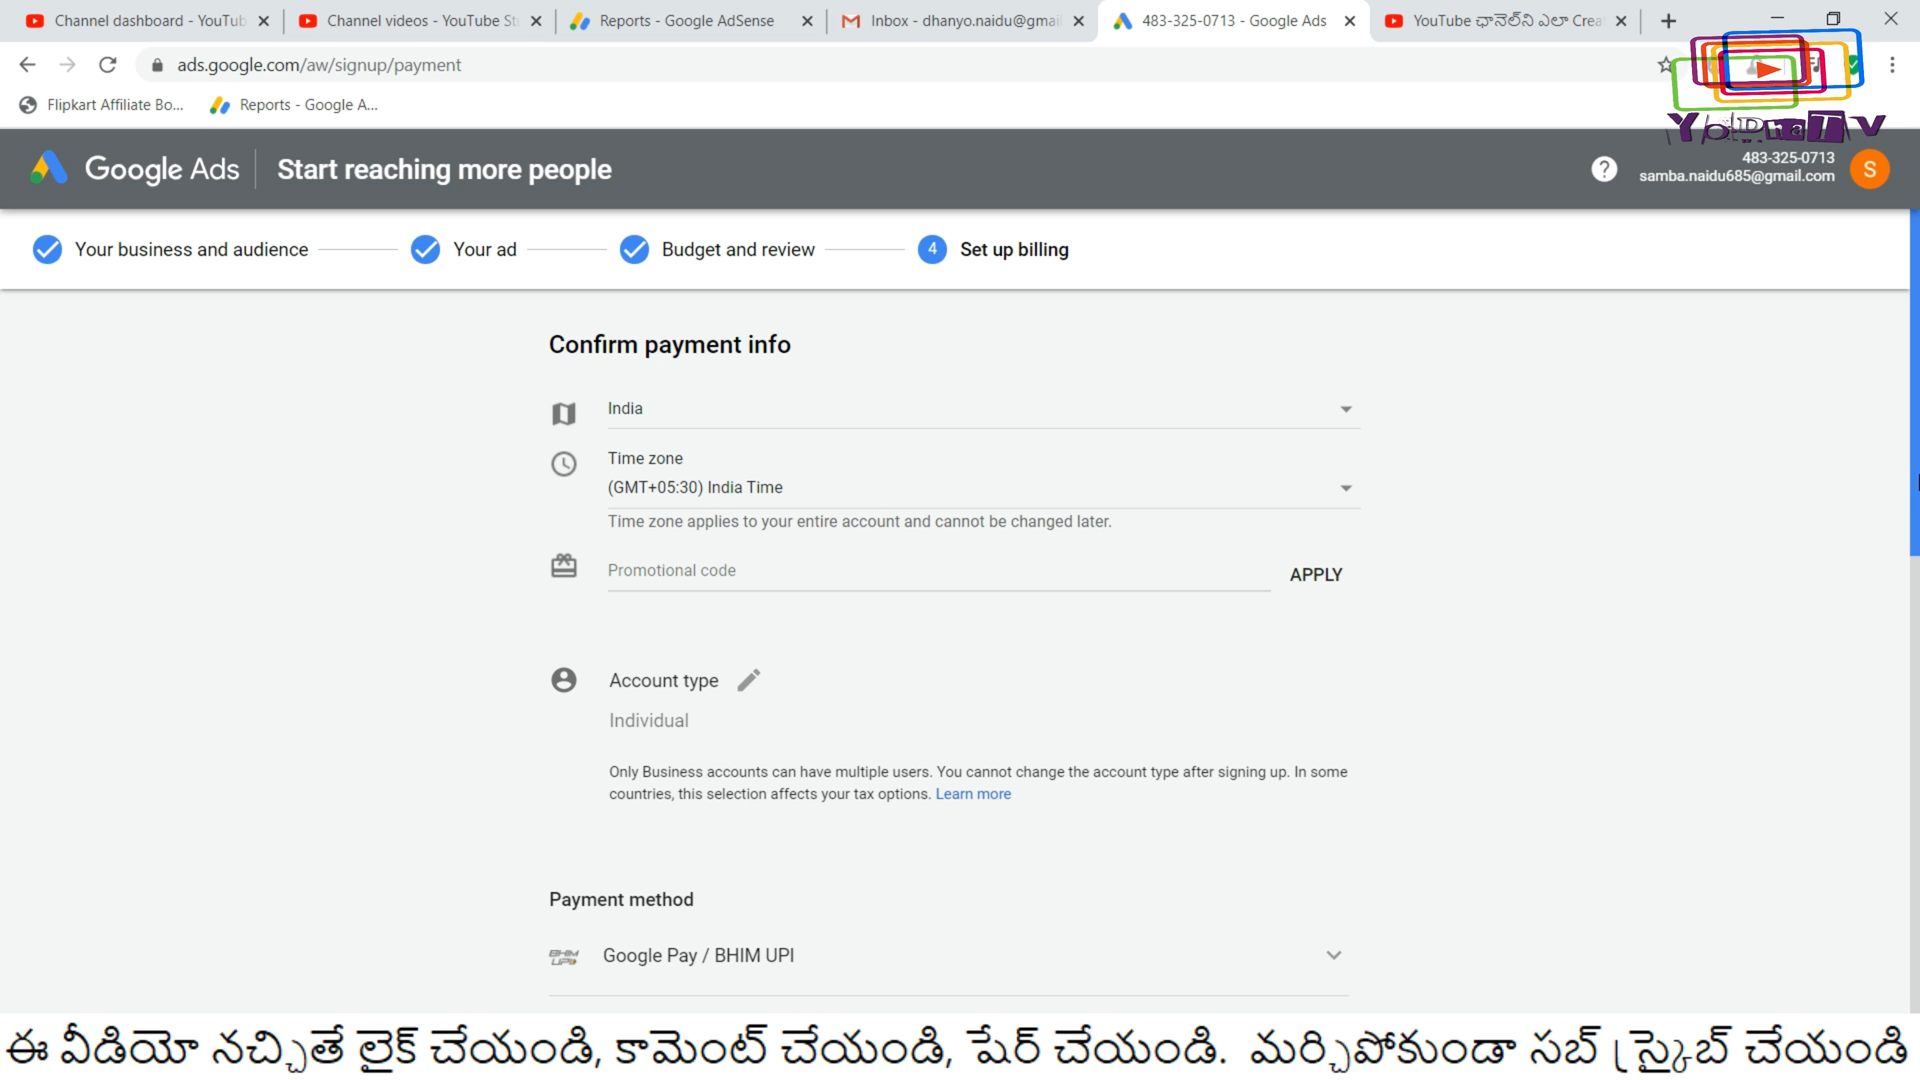 Channel dashboard - YouTub
Channel videos - YouTube Stu
Reports - Google AdSense
Inbox - dhanyo.naidu@gmail
483-325-0713 - Google Ads
YouTube ఛానెల్‌ని ఎలా Crea
ads.google.com/aw/signup/payment
Flipkart Affiliate Bo...
Reports - Google A...
Google Ads
Start reaching more people
483-325-0713
samba.naidu685@gmail.com
S
Your business and audience
Your ad
Budget and review
4 Set up billing
Confirm payment info
India
Time zone
(GMT+05:30) India Time
Time zone applies to your entire account and cannot be changed later.
Promotional code
APPLY
Account type
Individual
Only Business accounts can have multiple users. You cannot change the account type after signing up. In some
countries, this selection affects your tax options. Learn more
Payment method
BHIM UPI
Google Pay / BHIM UPI
ఈ వీడియో నచ్చితే లైక్ చేయండి, కామెంట్ చేయండి, షేర్ చేయండి. మర్చిపోకుండా సబ్ స్క్రైబ్ చేయండి